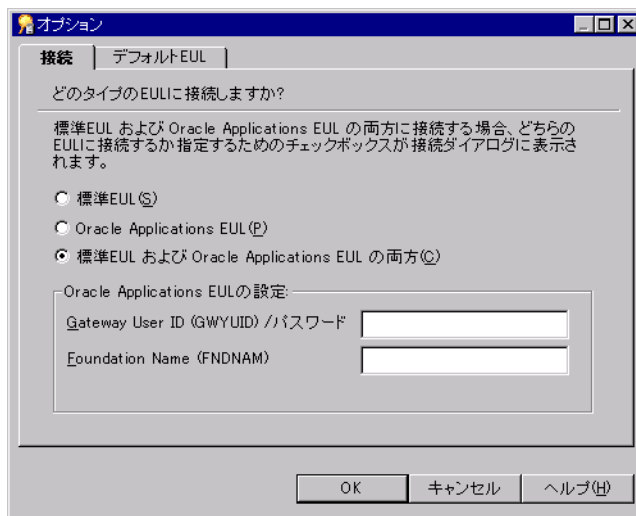 オプション
接続
デフォルトEUL
どのタイプのEULに接続しますか?
標準EUL および Oracle Applications EUL の両方に接続する場合、どちらの
EULに接続するか指定するためのチェックボックスが接続ダイアログに表示さ
れます。
標準EUL(S)
Oracle Applications EUL(P)
標準EUL および Oracle Applications EUL の両方(C)
Oracle Applications EULの設定:
Gateway User ID (GWYUID) /パスワード
Foundation Name (FNDNAM)
OK
キャンセル
ヘルプ(H)